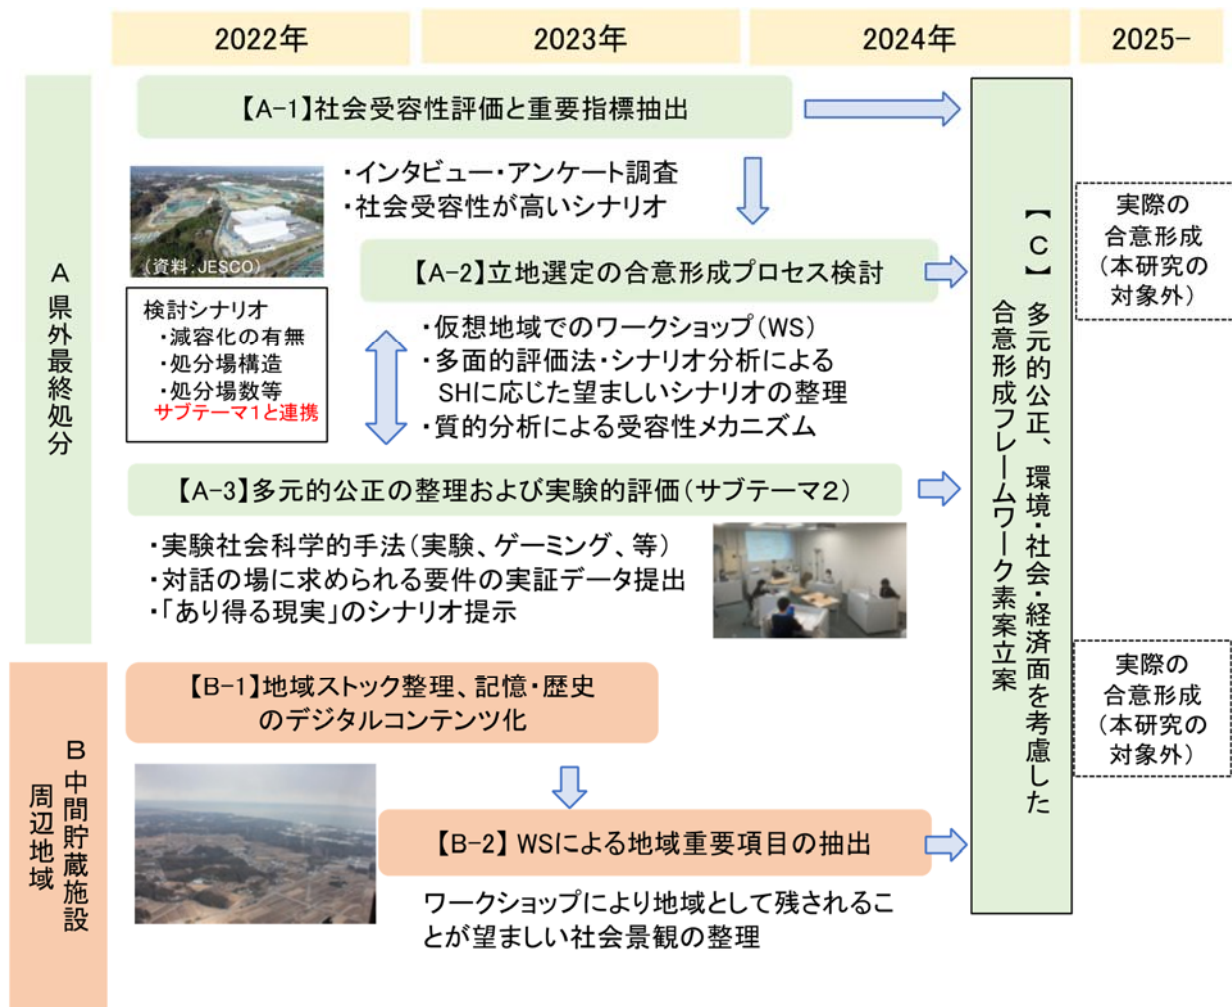 2022年
2023年
2024年
2025-
A 県外最終処分
【A-1】社会受容性評価と重要指標抽出
・インタビュー・アンケート調査
・社会受容性が高いシナリオ
（資料：JESCO）
検討シナリオ
・減容化の有無
・処分場構造
・処分場数等
サブテーマ1と連携
【A-2】立地選定の合意形成プロセス検討
・仮想地域でのワークショップ（WS）
・多面的評価法・シナリオ分析による
SHに応じた望ましいシナリオの整理
・質的分析による受容性メカニズム
【A-3】多元的公正の整理および実験的評価（サブテーマ２）
・実験社会科学的手法（実験、ゲーミング、等）
・対話の場に求められる要件の実証データ提出
・「あり得る現実」のシナリオ提示
B 中間貯蔵施設
周辺地域
【B-1】地域ストック整理、記憶・歴史
のデジタルコンテンツ化
【B-2】 WSによる地域重要項目の抽出
ワークショップにより地域として残されるこ
とが望ましい社会景観の整理
【C】多元的公正、環境・社会・経済面を考慮した
合意形成フレームワーク素案立案
実際の
合意形成
（本研究の
対象外）
実際の
合意形成
（本研究の
対象外）